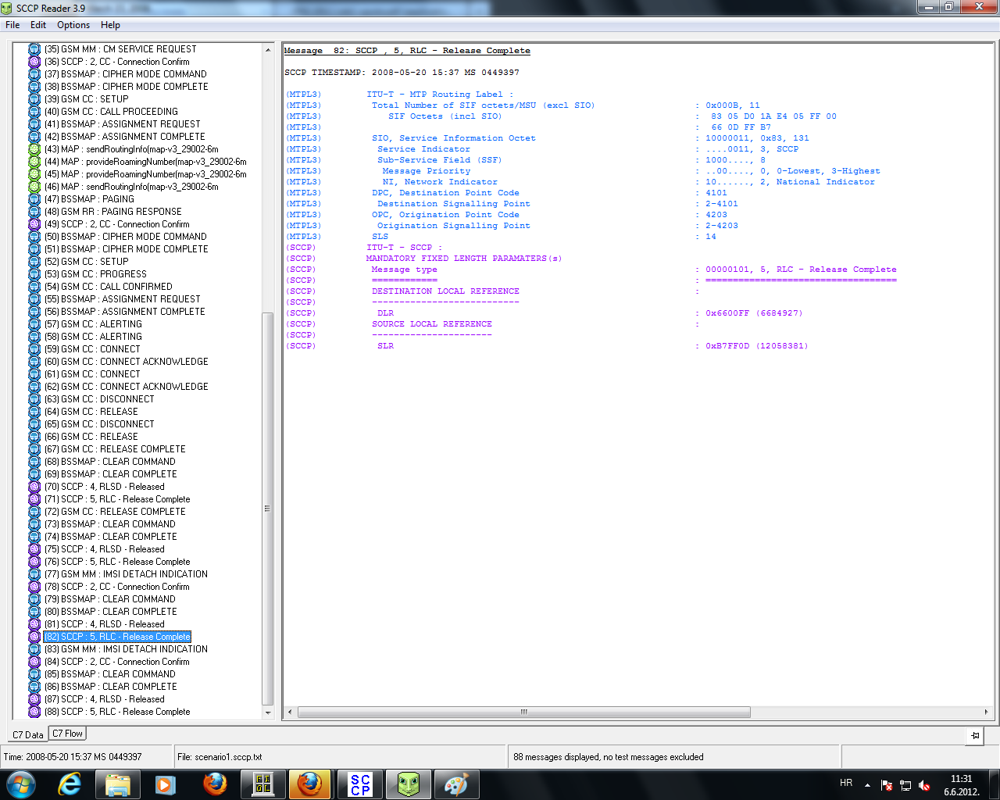 SCCP Reader 3.9
File Edit Options Help
(35) GSM MM : CM SERVICE REQUEST
(36) SCCP : 2, CC - Connection Confirm
(37) BSSMAP : CIPHER MODE COMMAND
(38) BSSMAP : CIPHER MODE COMPLETE
(39) GSM CC : SETUP
(40) GSM CC : CALL PROCEEDING
(41) BSSMAP : ASSIGNMENT REQUEST
(42) BSSMAP : ASSIGNMENT COMPLETE
(43) MAP : sendRoutingInfo(map-v3_29002-6m
(44) MAP : provideRoamingNumber(map-v3_29002-6m
(45) MAP : provideRoamingNumber(map-v3_29002-6m
(46) MAP : sendRoutingInfo(map-v3_29002-6m
(47) BSSMAP : PAGING
(48) GSM RR : PAGING RESPONSE
(49) SCCP : 2, CC - Connection Confirm
(50) BSSMAP : CIPHER MODE COMMAND
(51) BSSMAP : CIPHER MODE COMPLETE
(52) GSM CC : SETUP
(53) GSM CC : PROGRESS
(54) GSM CC : CALL CONFIRMED
(55) BSSMAP : ASSIGNMENT REQUEST
(56) BSSMAP : ASSIGNMENT COMPLETE
(57) GSM CC : ALERTING
(58) GSM CC : ALERTING
(59) GSM CC : CONNECT
(60) GSM CC : CONNECT ACKNOWLEDGE
(61) GSM CC : CONNECT
(62) GSM CC : CONNECT ACKNOWLEDGE
(63) GSM CC : DISCONNECT
(64) GSM CC : RELEASE
(65) GSM CC : DISCONNECT
(66) GSM CC : RELEASE
(67) GSM CC : RELEASE COMPLETE
(68) BSSMAP : CLEAR COMMAND
(69) BSSMAP : CLEAR COMPLETE
(70) SCCP : 4, RLSD - Released
(71) SCCP : 5, RLC - Release Complete
(72) GSM CC : RELEASE COMPLETE
(73) BSSMAP : CLEAR COMMAND
(74) BSSMAP : CLEAR COMPLETE
(75) SCCP : 4, RLSD - Released
(76) SCCP : 5, RLC - Release Complete
(77) GSM MM : IMSI DETACH INDICATION
(78) SCCP : 2, CC - Connection Confirm
(79) BSSMAP : CLEAR COMMAND
(80) BSSMAP : CLEAR COMPLETE
(81) SCCP : 4, RLSD - Released
(82) SCCP : 5, RLC - Release Complete
(83) GSM MM : IMSI DETACH INDICATION
(84) SCCP : 2, CC - Connection Confirm
(85) BSSMAP : CLEAR COMMAND
(86) BSSMAP : CLEAR COMPLETE
(87) SCCP : 4, RLSD - Released
(88) SCCP : 5, RLC - Release Complete
Message 82: SCCP , 5, RLC - Release Complete
SCCP TIMESTAMP: 2008-05-20 15:37 MS 0449397
(MTPL3) ITU-T - MTP Routing Label :
(MTPL3) Total Number of SIF octets/MSU (excl SIO) : 0x000B, 11
(MTPL3) SIF Octets (incl SIO) : 83 05 D0 1A E4 05 FF 00
(MTPL3) : 66 0D FF B7
(MTPL3) SIO, Service Information Octet : 10000011, 0x83, 131
(MTPL3) Service Indicator : ....0011, 3, SCCP
(MTPL3) Sub-Service Field (SSF) : 1000...., 8
(MTPL3) Message Priority : ..00...., 0, 0-Lowest, 3-Highest
(MTPL3) NI, Network Indicator : 10......, 2, National Indicator
(MTPL3) DPC, Destination Point Code : 4101
(MTPL3) Destination Signalling Point : 2-4101
(MTPL3) OPC, Origination Point Code : 4203
(MTPL3) Origination Signalling Point : 2-4203
(MTPL3) SLS : 14
(SCCP) ITU-T - SCCP :
(SCCP) MANDATORY FIXED LENGTH PARAMATERS(s)
(SCCP) Message type : 00000101, 5, RLC - Release Complete
(SCCP) ============ : ===================================
(SCCP) DESTINATION LOCAL REFERENCE :
(SCCP) ---------------------------
(SCCP) DLR : 0x6600FF (6684927)
(SCCP) SOURCE LOCAL REFERENCE :
(SCCP) ----------------------
(SCCP) SLR : 0xB7FF0D (12058381)
C7 Data C7 Flow
Time: 2008-05-20 15:37 MS 0449397 File: scenario1.sccp.txt 88 messages displayed, no test messages excluded
SC
CP
HR
11:31
6.6.2012.